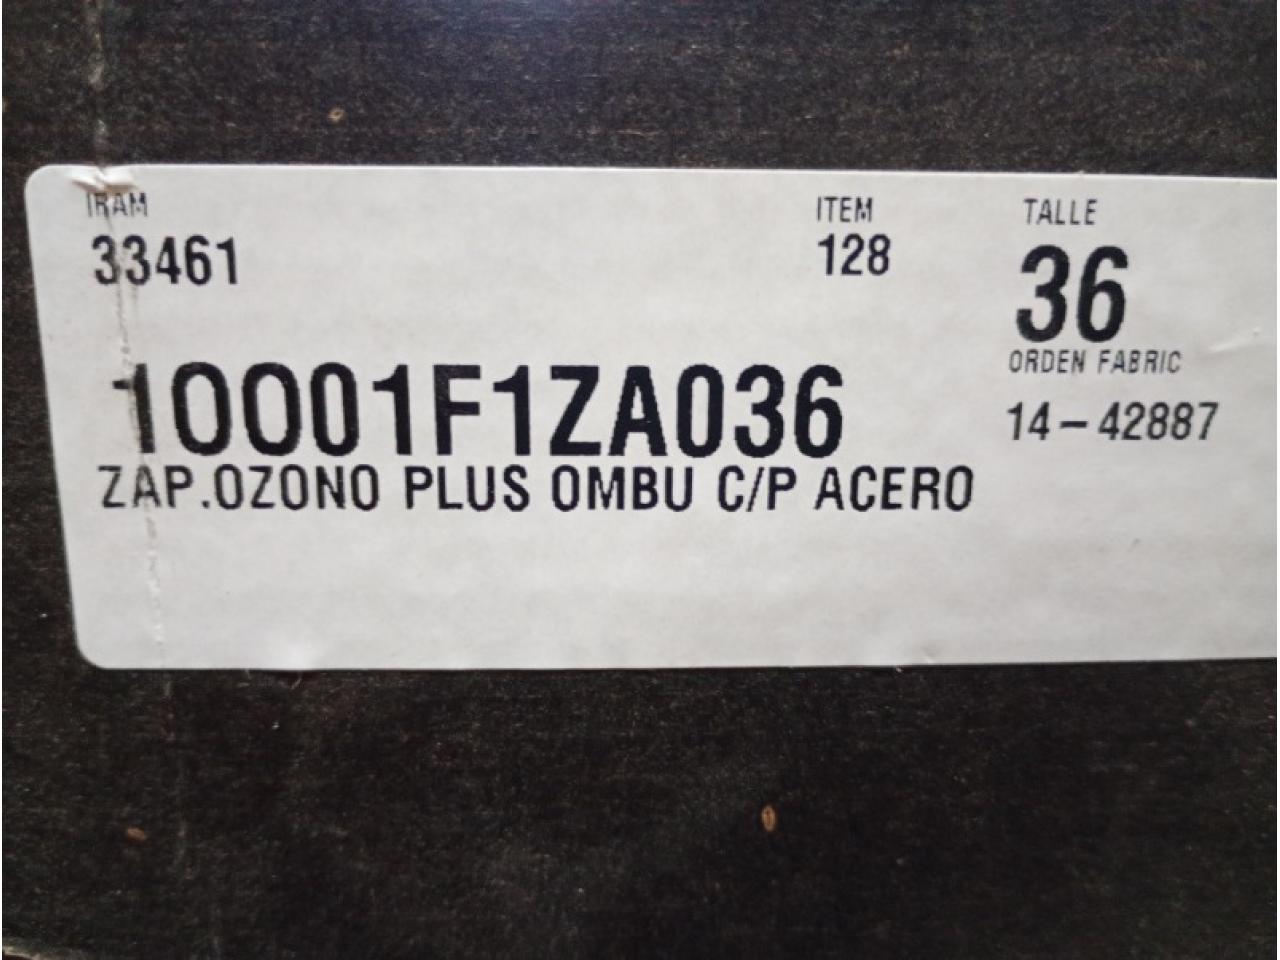 IRAM ITEM TALLE
33461 128 36
ORDEN FABRIC
10001F1ZA036 14-42887
ZAP.OZONO PLUS OMBU C/P ACERO